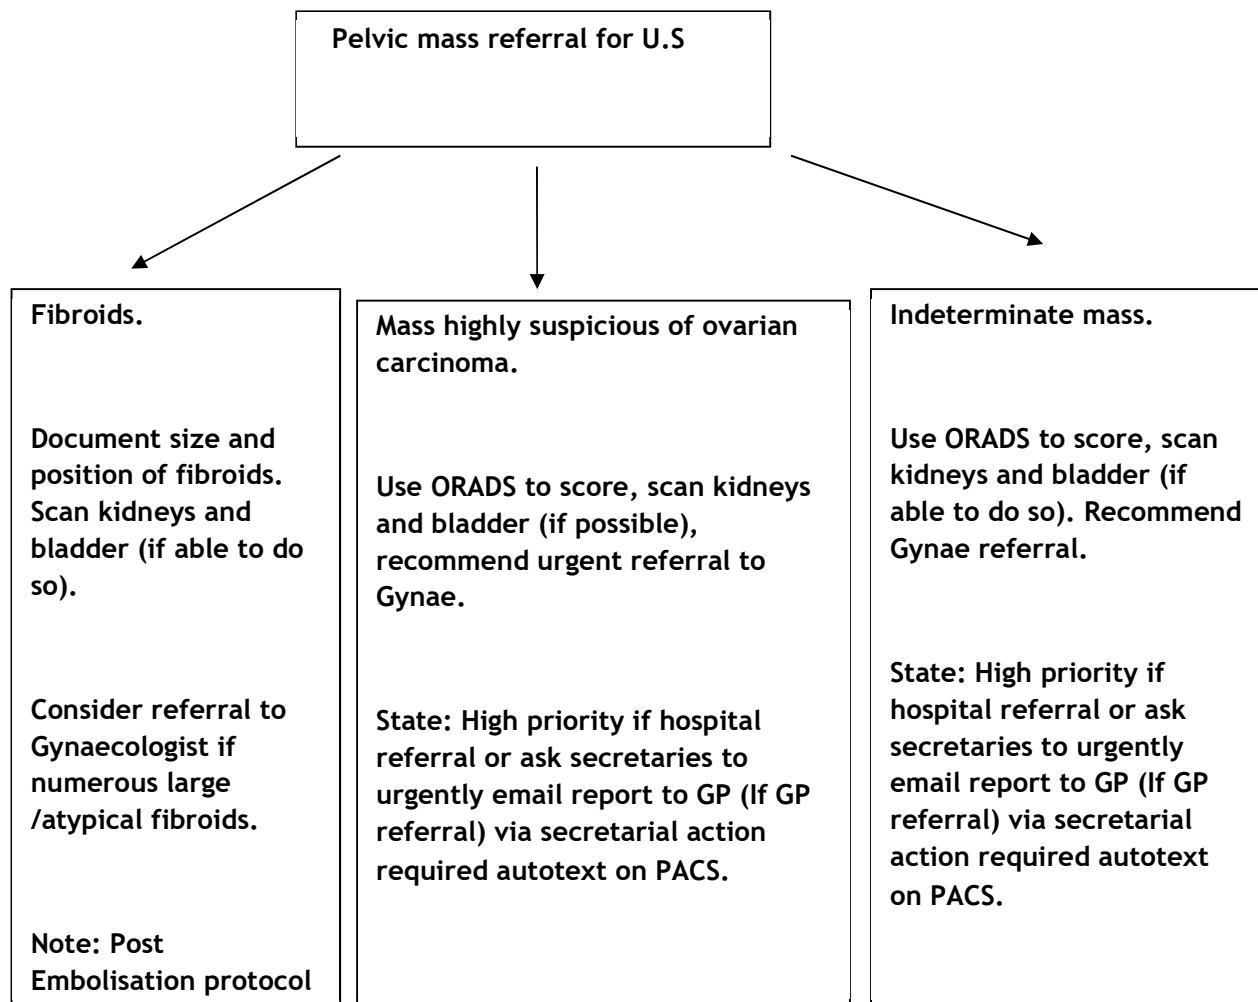 Pelvic mass referral for U.S
Fibroids.
Document size and
position of fibroids.
Scan kidneys and
bladder (if able to do
so).
Consider referral to
Gynaecologist if
numerous large
/atypical fibroids.
Note: Post
Embolisation protocol
Mass highly suspicious of ovarian
carcinoma.
Use ORADS to score, scan kidneys
and bladder (if possible),
recommend urgent referral to
Gynae.
State: High priority if hospital
referral or ask secretaries to
urgently email report to GP (If GP
referral) via secretarial action
required autotext on PACS.
Indeterminate mass.
Use ORADS to score, scan
kidneys and bladder (if
able to do so). Recommend
Gynae referral.
State: High priority if
hospital referral or ask
secretaries to urgently
email report to GP (If GP
referral) via secretarial
action required autotext
on PACS.